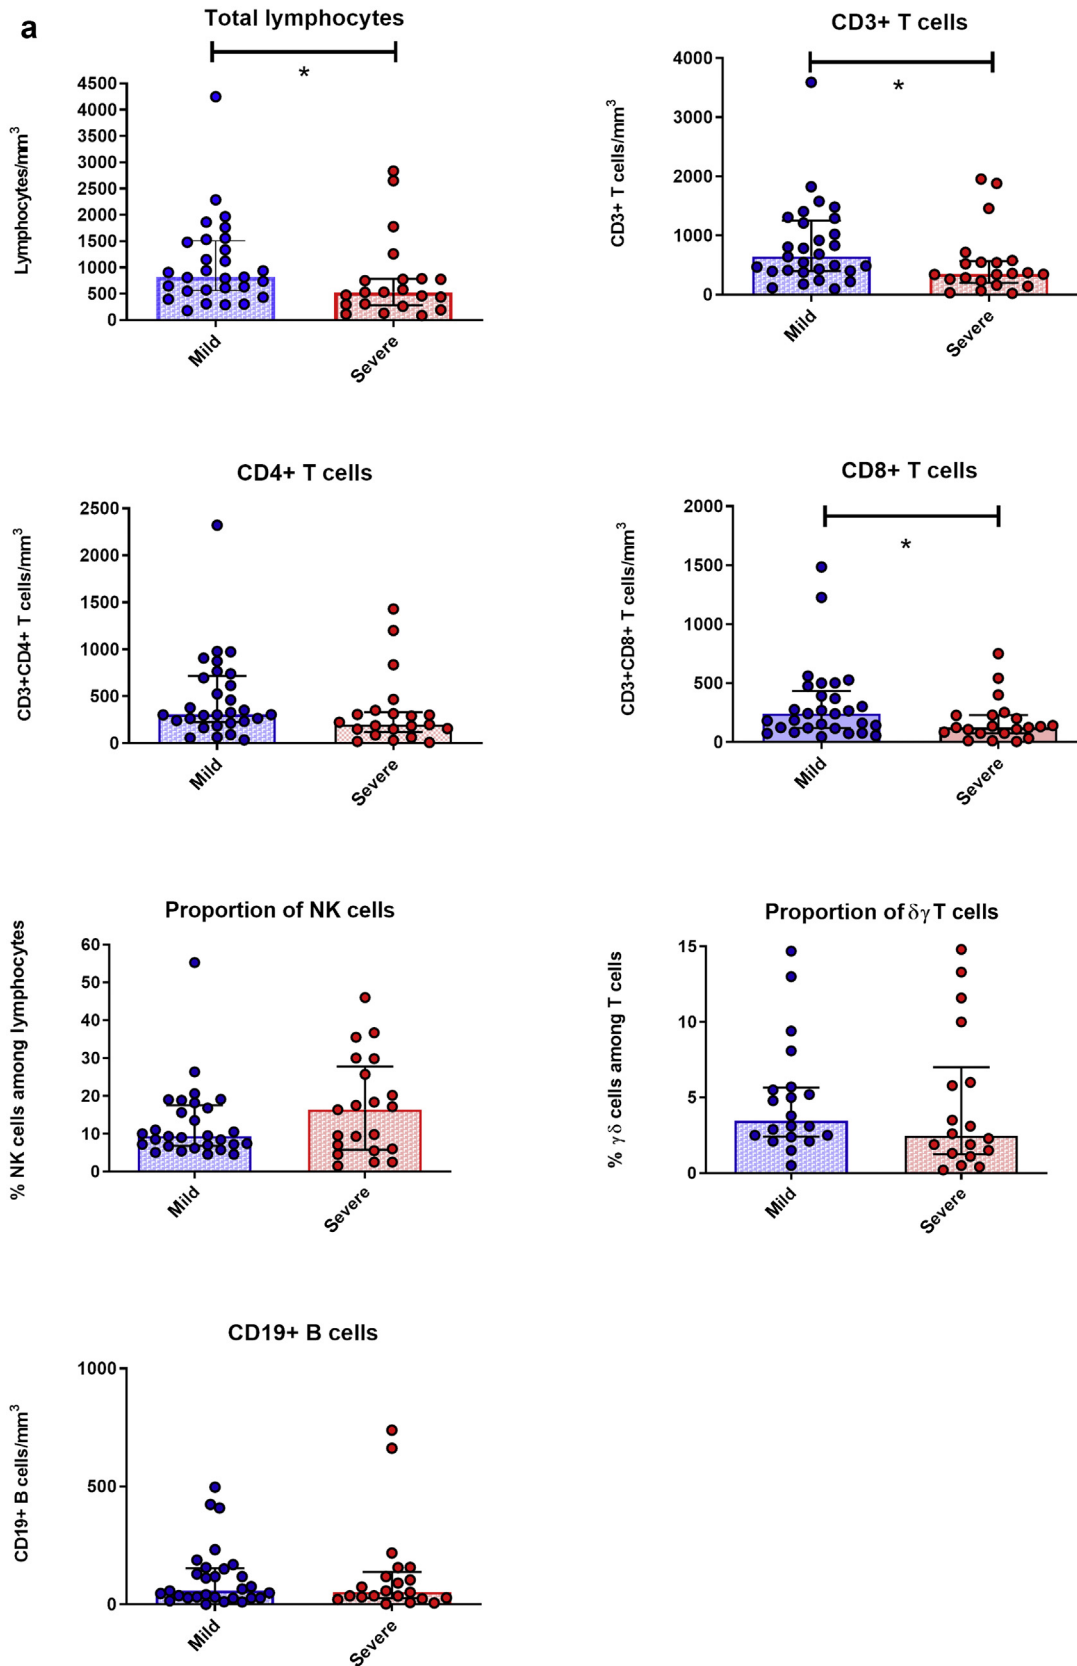 a
Total lymphocytes
*
Lymphocytes/mm³
4500
4000
3500
3000
2500
2000
1500
1000
500
0
Mild
Severe
CD3+ T cells
*
CD3+ T cells/mm³
4000
3000
2000
1000
0
Mild
Severe
CD4+ T cells
CD3+CD4+ T cells/mm³
2500
2000
1500
1000
500
0
Mild
Severe
CD8+ T cells
*
CD3+CD8+ T cells/mm³
2000
1500
1000
500
0
Mild
Severe
Proportion of NK cells
% NK cells among lymphocytes
60
50
40
30
20
10
0
Mild
Severe
Proportion of δγ T cells
% γδ cells among T cells
15
10
5
0
Mild
Severe
CD19+ B cells
CD19+ B cells/mm³
1000
500
0
Mild
Severe